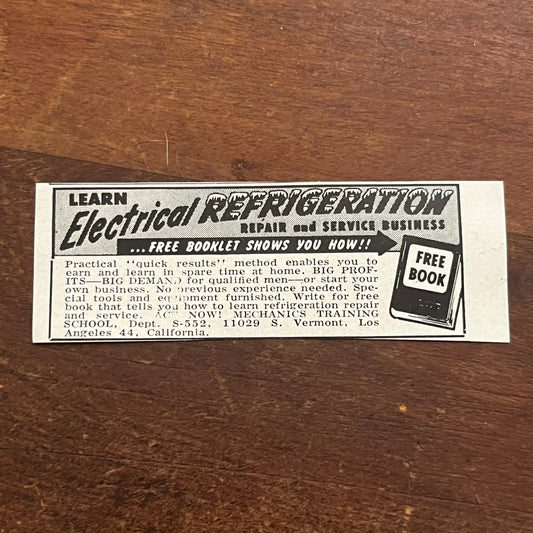 LEARN
Electrical REFRIGERATION
REPAIR and SERVICE BUSINESS
...FREE BOOKLET SHOWS YOU HOW!!
FREE
BOOK
Practical "quick results" method enables you to
earn and learn in spare time at home. BIG PROF-
ITS—BIG DEMAND for qualified men—or start your
own business. No previous experience needed. Spe-
cial tools and equipment furnished. Write for free
book that tells you how to learn refrigeration repair
and service. ACT NOW! MECHANICS TRAINING
SCHOOL, Dept. S-552, 11029 S. Vermont, Los
Angeles 44, California.